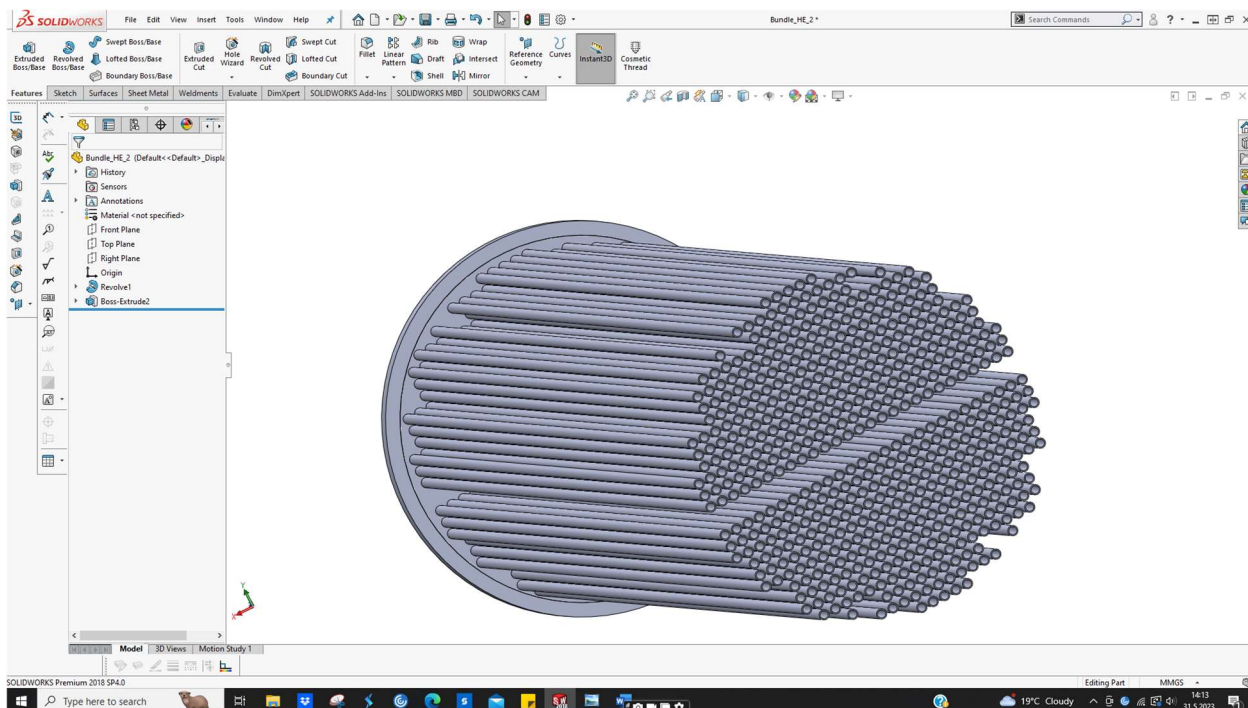 SOLIDWORKS File Edit View Insert Tools Window Help Bundle_HE_2 * Search Commands
Extruded Boss/Base
Revolved Boss/Base
Swept Boss/Base
Lofted Boss/Base
Boundary Boss/Base
Extruded Cut
Hole Wizard
Revolved Cut
Swept Cut
Lofted Cut
Boundary Cut
Fillet
Linear Pattern
Rib
Draft
Shell
Wrap
Intersect
Mirror
Reference Geometry
Curves
Instant3D
Cosmetic Thread
Features Sketch Surfaces Sheet Metal Weldments Evaluate DimXpert SOLIDWORKS Add-Ins SOLIDWORKS MBD SOLIDWORKS CAM
Bundle_HE_2 (Default<<Default>_Displa
History
Sensors
Annotations
Material <not specified>
Front Plane
Top Plane
Right Plane
Origin
Revolve1
Boss-Extrude2
Y
X
Model 3D Views Motion Study 1
SOLIDWORKS Premium 2018 SP4.0 Editing Part MMGS
Type here to search 19°C Cloudy 14:13
31.5.2023